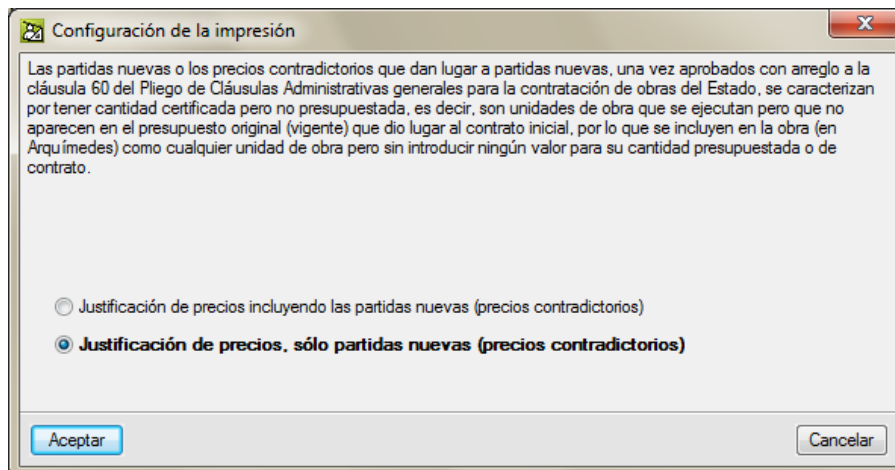 Configuración de la impresión
Las partidas nuevas o los precios contradictorios que dan lugar a partidas nuevas, una vez aprobados con arreglo a la
cláusula 60 del Pliego de Cláusulas Administrativas generales para la contratación de obras del Estado, se caracterizan
por tener cantidad certificada pero no presupuestada, es decir, son unidades de obra que se ejecutan pero que no
aparecen en el presupuesto original (vigente) que dio lugar al contrato inicial, por lo que se incluyen en la obra (en
Arquímedes) como cualquier unidad de obra pero sin introducir ningún valor para su cantidad presupuestada o de
contrato.
Justificación de precios incluyendo las partidas nuevas (precios contradictorios)
Justificación de precios, sólo partidas nuevas (precios contradictorios)
Aceptar Cancelar